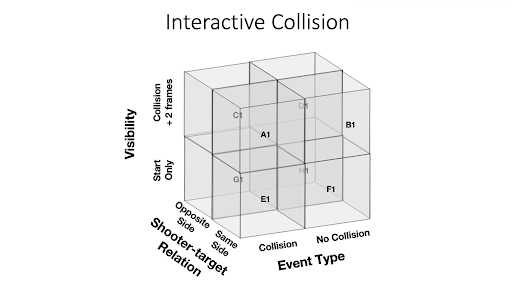 Interactive Collision
Visibility
Collision
+ 2 frames
Start
Only
C1
D1
A1
B1
G1
H1
E1
F1
Opposite
Side
Same
Side
Shooter-target
Relation
Collision
No Collision
Event Type